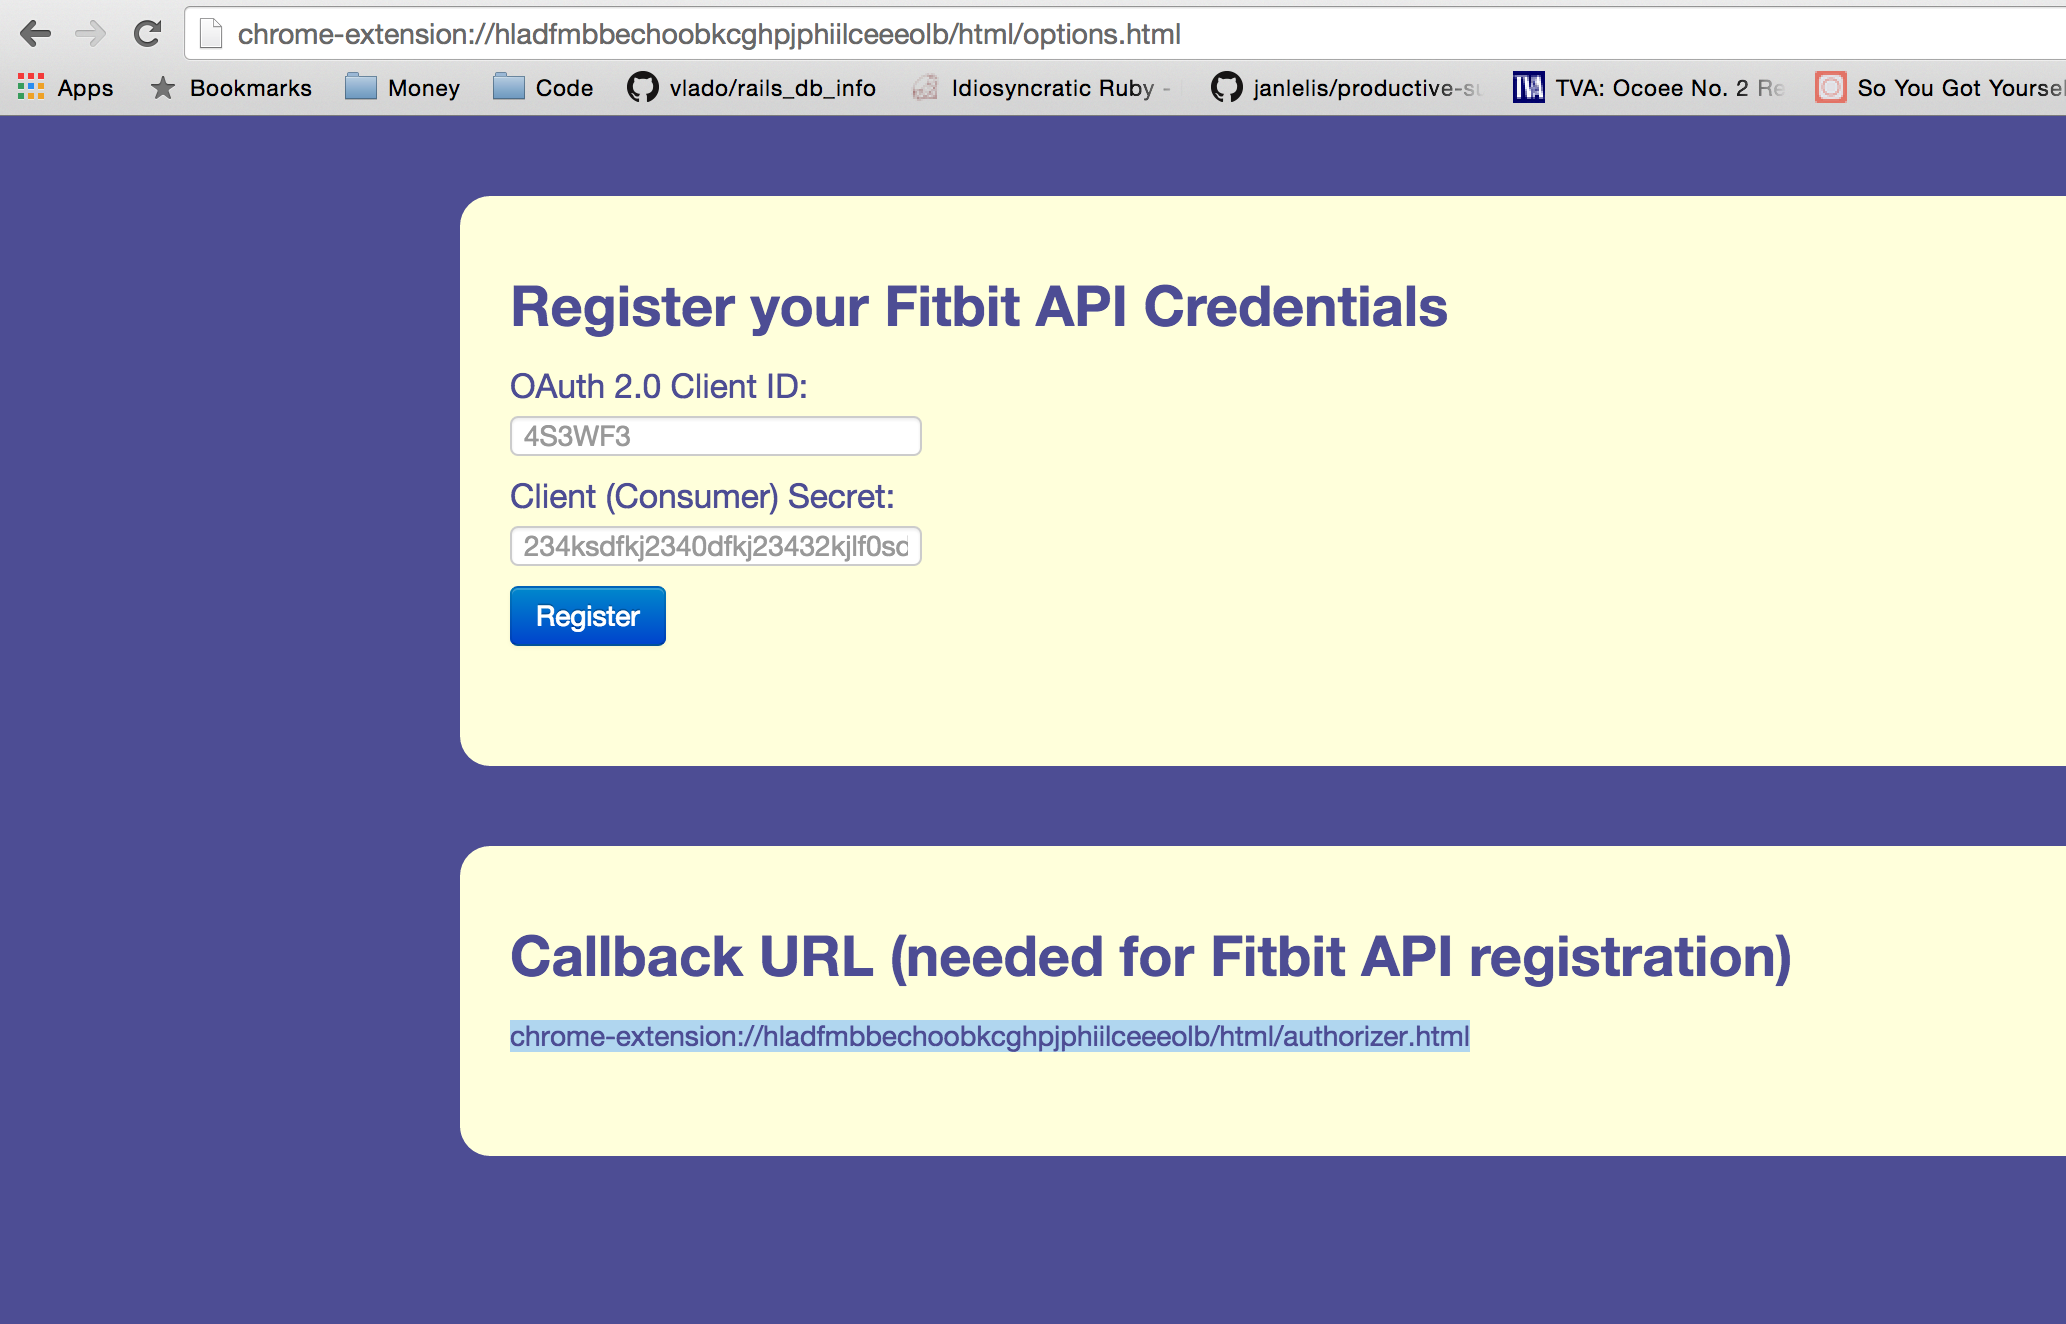 chrome-extension://hladfmbbechoobkcghpjphiilceeeolb/html/options.html
Apps Bookmarks Money Code vlado/rails_db_info Idiosyncratic Ruby - janlelis/productive-su TVA: Ocoee No. 2 Re So You Got Yoursel
Register your Fitbit API Credentials
OAuth 2.0 Client ID:
4S3WF3
Client (Consumer) Secret:
234ksdfkj2340dfkj23432kjlf0sd
Register
Callback URL (needed for Fitbit API registration)
chrome-extension://hladfmbbechoobkcghpjphiilceeeolb/html/authorizer.html